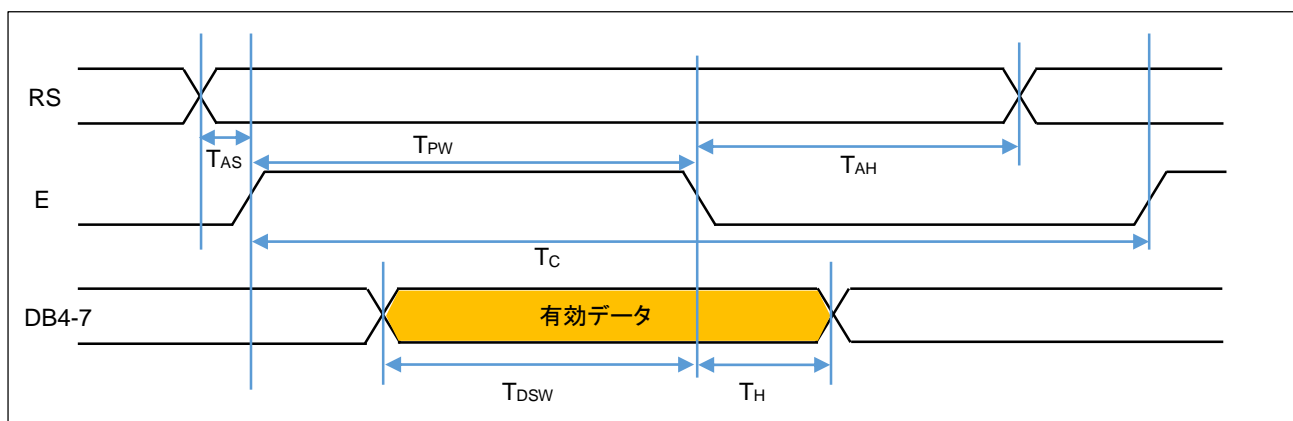 RS
TAS
TPW
TAH
E
TC
DB4-7
有効データ
TDSW
TH